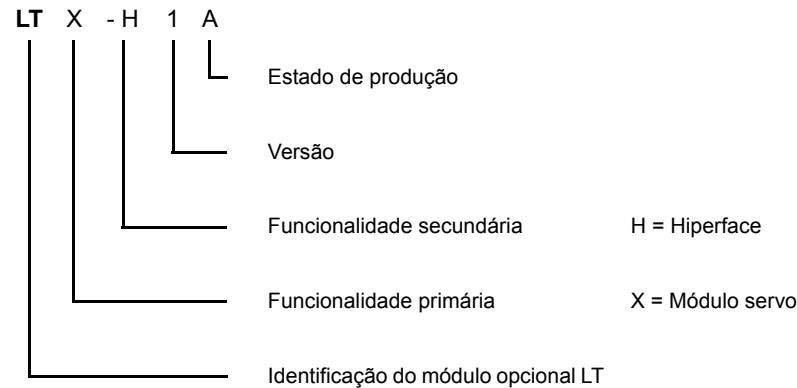 LT X - H 1 A
Estado de produção
Versão
Funcionalidade secundária H = Hiperface
Funcionalidade primária X = Módulo servo
Identificação do módulo opcional LT